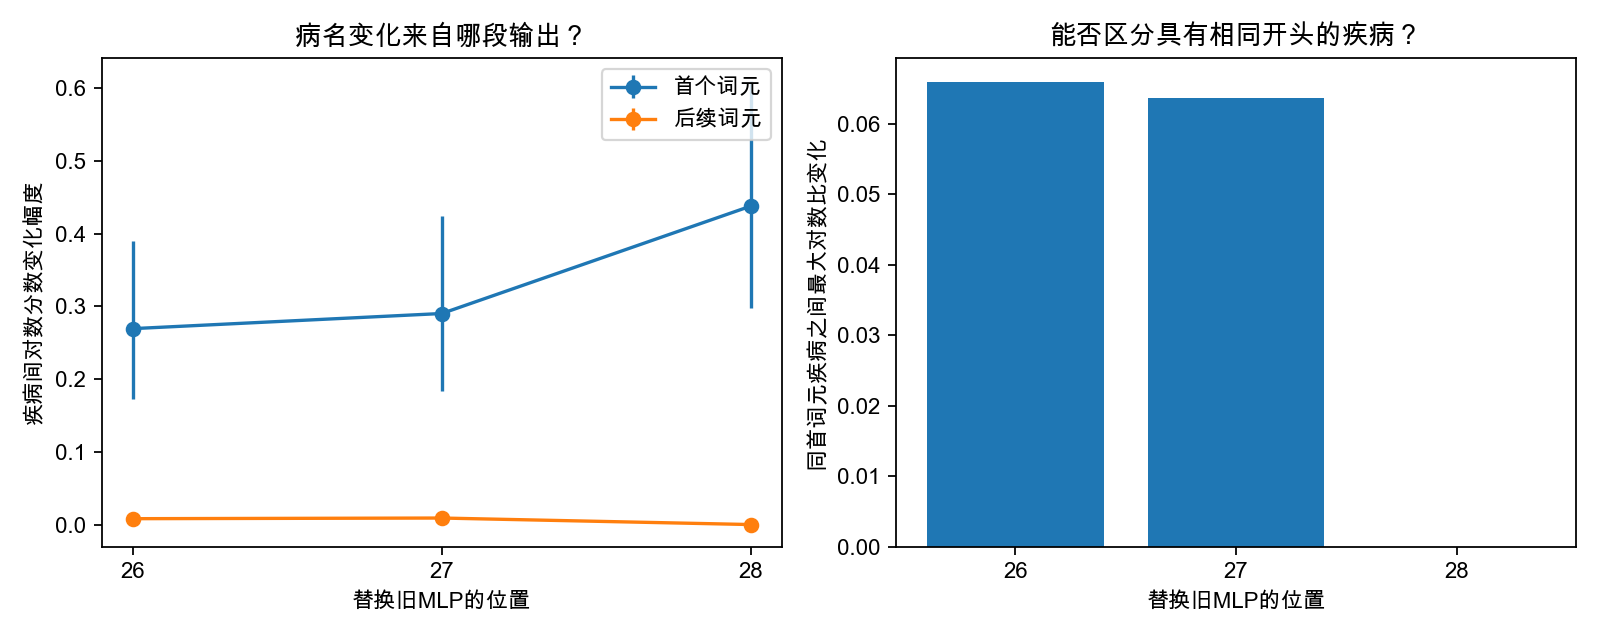 病名变化来自哪段输出？
疾病间对数分数变化幅度
0.6
0.5
0.4
0.3
0.2
0.1
0.0
首个词元
后续词元
26
27
28
替换旧MLP的位置
能否区分具有相同开头的疾病？
同首词元疾病之间最大对数比变化
0.06
0.05
0.04
0.03
0.02
0.01
0.00
26
27
28
替换旧MLP的位置